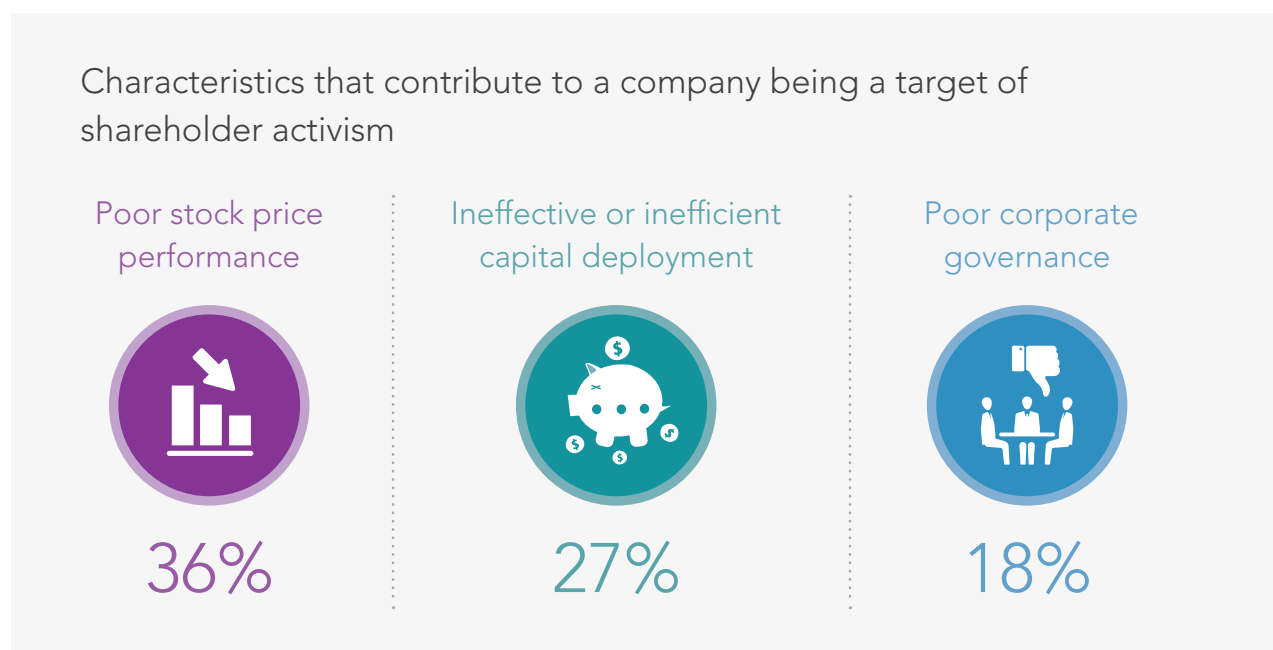 Characteristics that contribute to a company being a target of
shareholder activism
Poor stock price
performance
Ineffective or inefficient
capital deployment
Poor corporate
governance
$
$
$
$
36%
27%
18%